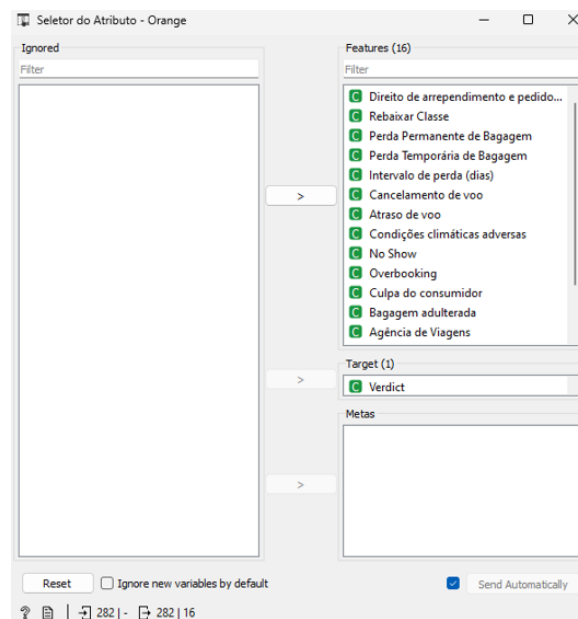 Seletor do Atributo - Orange
Ignored
Filter
Features (16)
Filter
C Direito de arrependimento e pedido...
C Rebaixar Classe
C Perda Permanente de Bagagem
C Perda Temporária de Bagagem
C Intervalo de perda (dias)
C Cancelamento de voo
C Atraso de voo
C Condições climáticas adversas
C No Show
C Overbooking
C Culpa do consumidor
C Bagagem adulterada
C Agência de Viagens
>
Target (1)
>
C Verdict
Metas
>
Reset
Ignore new variables by default
Send Automatically
? | 282 | - 282 | 16